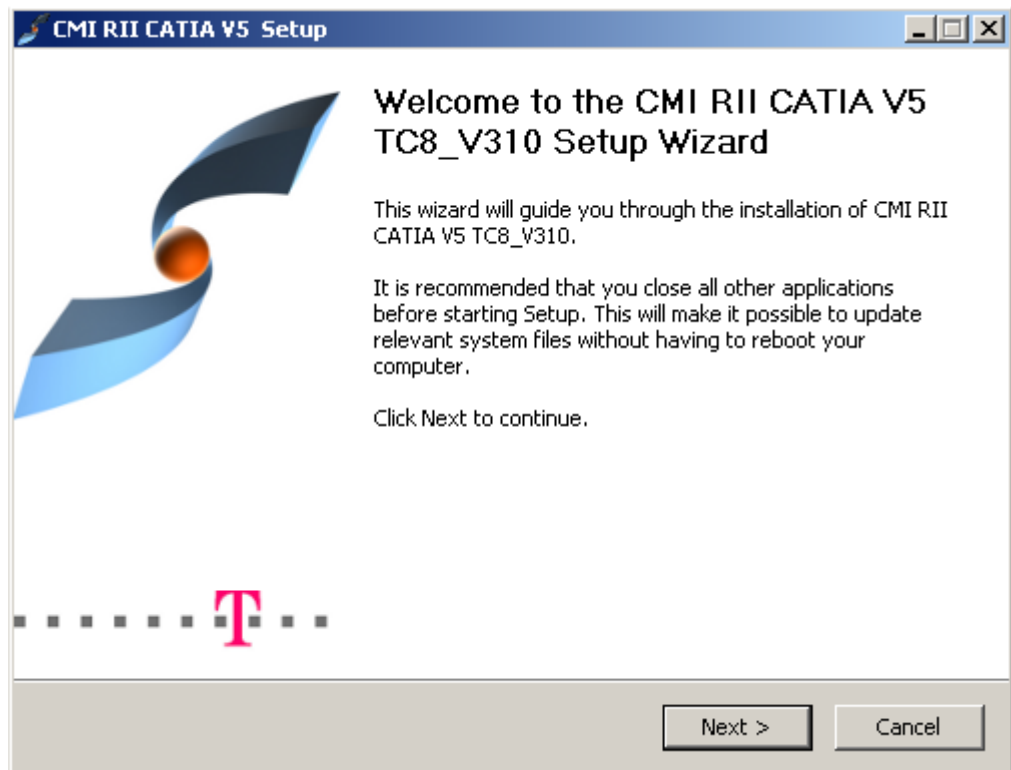 CMI RII CATIA V5 Setup
Welcome to the CMI RII CATIA V5
TC8_V310 Setup Wizard
This wizard will guide you through the installation of CMI RII
CATIA V5 TC8_V310.
It is recommended that you close all other applications
before starting Setup. This will make it possible to update
relevant system files without having to reboot your
computer.
Click Next to continue.
T
Next >
Cancel